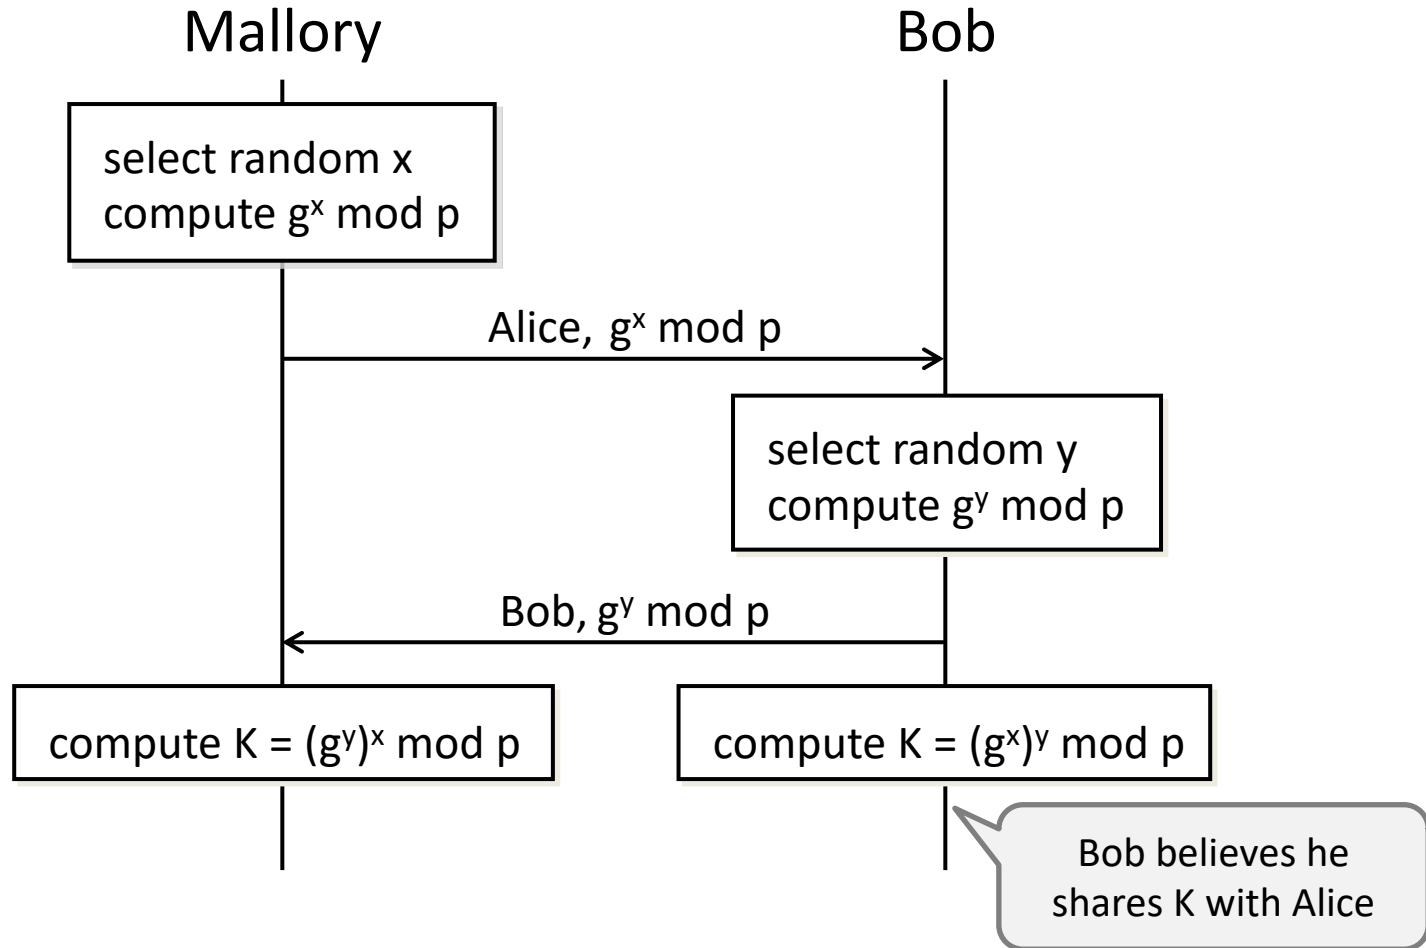 Mallory
Bob
select random x
compute gˣ mod p
Alice, gˣ mod p
select random y
compute gʸ mod p
Bob, gʸ mod p
compute K = (gʸ)ˣ mod p
compute K = (gˣ)ʸ mod p
Bob believes he
shares K with Alice